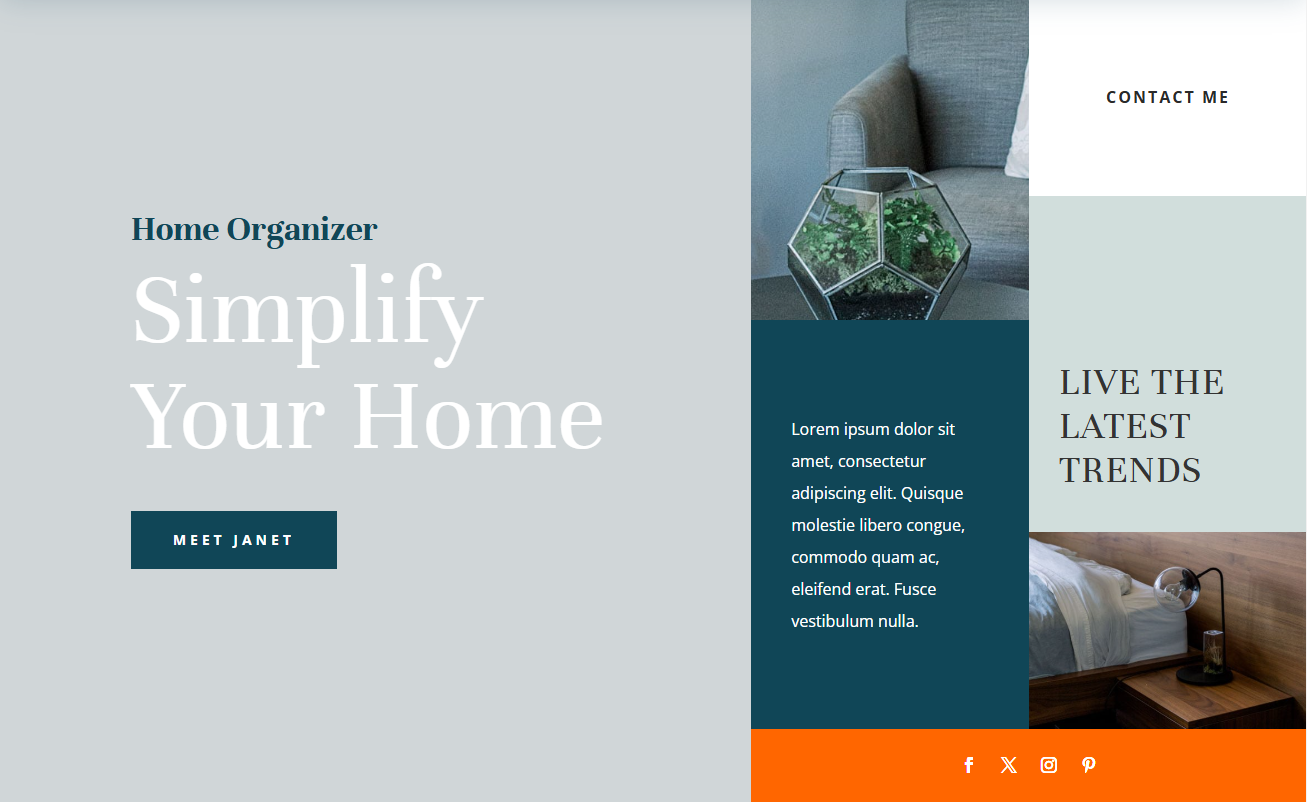 Home Organizer
Simplify
Your Home
MEET JANET
Lorem ipsum dolor sit
amet, consectetur
adipiscing elit. Quisque
molestie libero congue,
commodo quam ac,
eleifend erat. Fusce
vestibulum nulla.
CONTACT ME
LIVE THE
LATEST
TRENDS